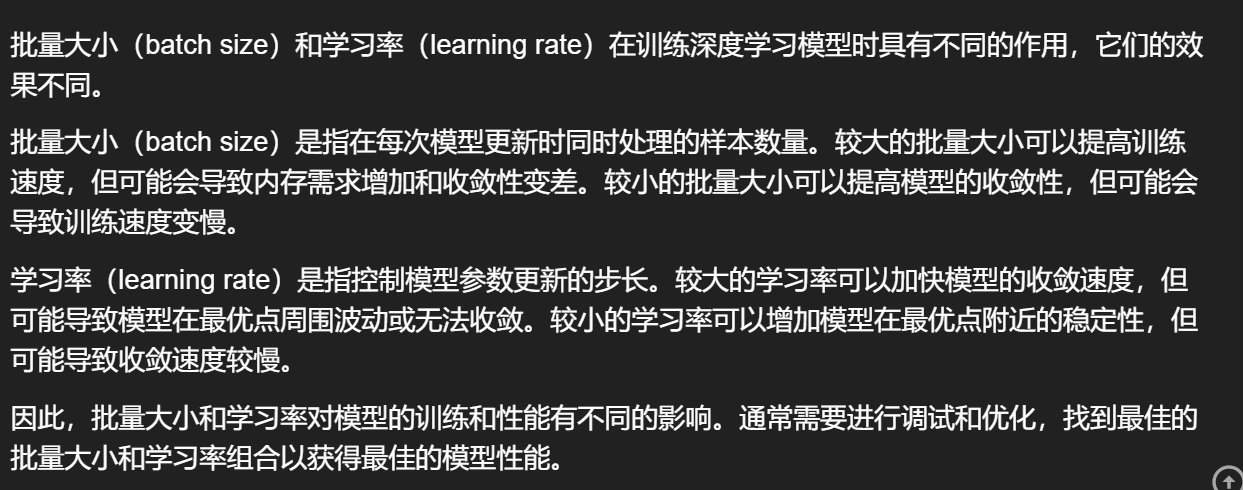 批量大小（batch size）和学习率（learning rate）在训练深度学习模型时具有不同的作用，它们的效
果不同。
批量大小（batch size）是指在每次模型更新时同时处理的样本数量。较大的批量大小可以提高训练
速度，但可能会导致内存需求增加和收敛性变差。较小的批量大小可以提高模型的收敛性，但可能会
导致训练速度变慢。
学习率（learning rate）是指控制模型参数更新的步长。较大的学习率可以加快模型的收敛速度，但
可能导致模型在最优点周围波动或无法收敛。较小的学习率可以增加模型在最优点附近的稳定性，但
可能导致收敛速度较慢。
因此，批量大小和学习率对模型的训练和性能有不同的影响。通常需要进行调试和优化，找到最佳的
批量大小和学习率组合以获得最佳的模型性能。